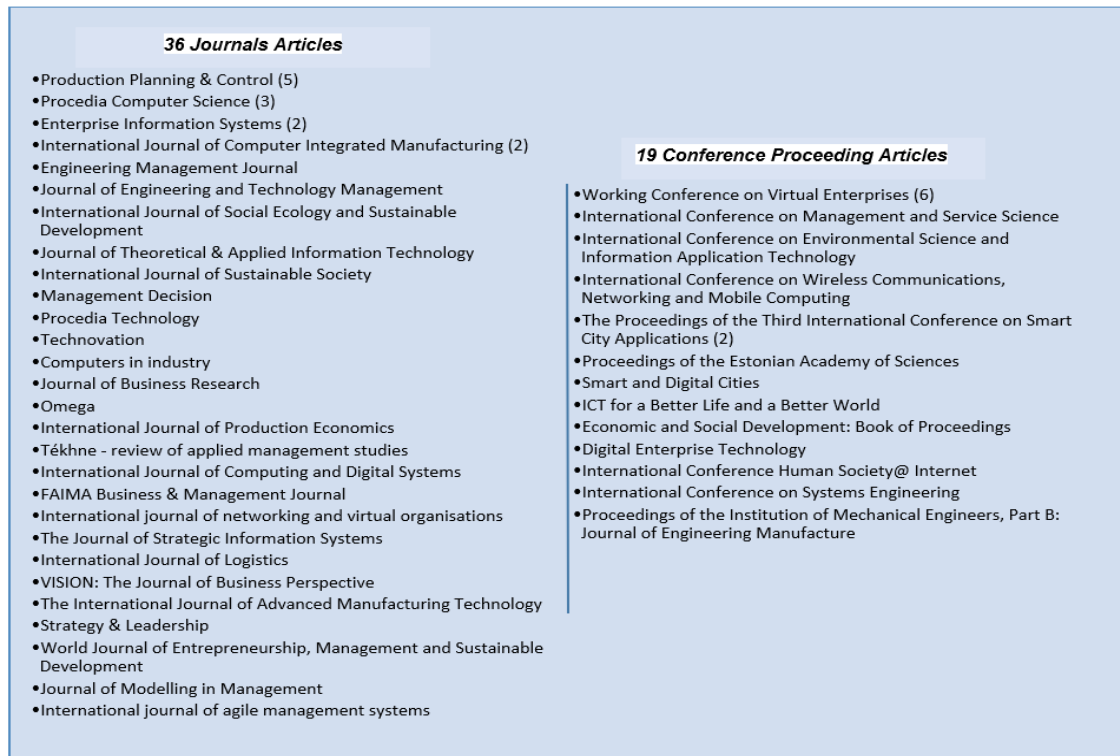 36 Journals Articles
•Production Planning & Control (5)
•Procedia Computer Science (3)
•Enterprise Information Systems (2)
•International Journal of Computer Integrated Manufacturing (2)
•Engineering Management Journal
•Journal of Engineering and Technology Management
•International Journal of Social Ecology and Sustainable
Development
•Journal of Theoretical & Applied Information Technology
•International Journal of Sustainable Society
•Management Decision
•Procedia Technology
•Technovation
•Computers in industry
•Journal of Business Research
•Omega
•International Journal of Production Economics
•Tékhne - review of applied management studies
•International Journal of Computing and Digital Systems
•FAIMA Business & Management Journal
•International journal of networking and virtual organisations
•The Journal of Strategic Information Systems
•International Journal of Logistics
•VISION: The Journal of Business Perspective
•The International Journal of Advanced Manufacturing Technology
•Strategy & Leadership
•World Journal of Entrepreneurship, Management and Sustainable
Development
•Journal of Modelling in Management
•International journal of agile management systems
19 Conference Proceeding Articles
•Working Conference on Virtual Enterprises (6)
•International Conference on Management and Service Science
•International Conference on Environmental Science and
Information Application Technology
•International Conference on Wireless Communications,
Networking and Mobile Computing
•The Proceedings of the Third International Conference on Smart
City Applications (2)
•Proceedings of the Estonian Academy of Sciences
•Smart and Digital Cities
•ICT for a Better Life and a Better World
•Economic and Social Development: Book of Proceedings
•Digital Enterprise Technology
•International Conference Human Society@ Internet
•International Conference on Systems Engineering
•Proceedings of the Institution of Mechanical Engineers, Part B:
Journal of Engineering Manufacture